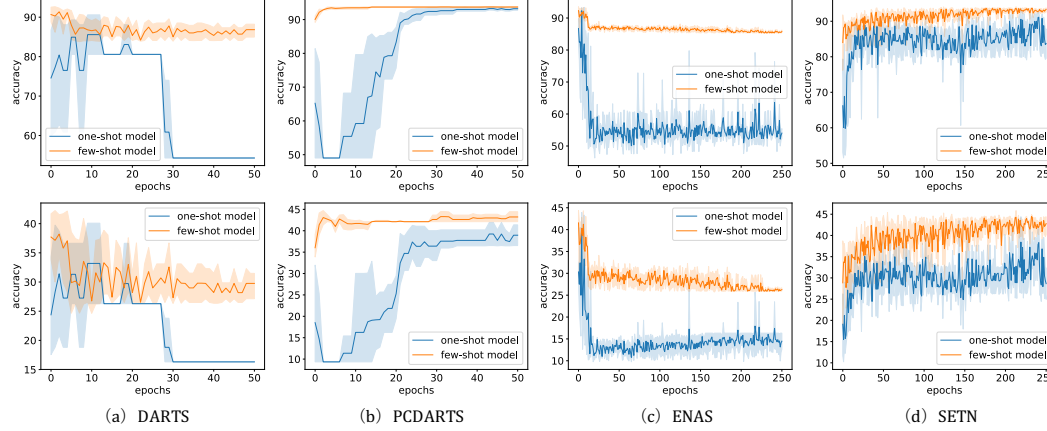 90
80
70
60
accuracy
one-shot model
few-shot model
0 10 20 30 40 50
epochs
90
80
70
60
50
accuracy
one-shot model
few-shot model
0 10 20 30 40 50
epochs
90
80
70
60
50
accuracy
one-shot model
few-shot model
0 50 100 150 200 250
epochs
90
80
70
60
50
accuracy
one-shot model
few-shot model
0 50 100 150 200 250
epochs
40
35
30
25
20
15
accuracy
one-shot model
few-shot model
0 10 20 30 40 50
epochs
45
40
35
30
25
20
15
10
accuracy
one-shot model
few-shot model
0 10 20 30 40 50
epochs
45
40
35
30
25
20
15
10
accuracy
one-shot model
few-shot model
0 50 100 150 200 250
epochs
45
40
35
30
25
20
15
10
accuracy
one-shot model
few-shot model
0 50 100 150 200 250
epochs
(a) DARTS
(b) PCDARTS
(c) ENAS
(d) SETN